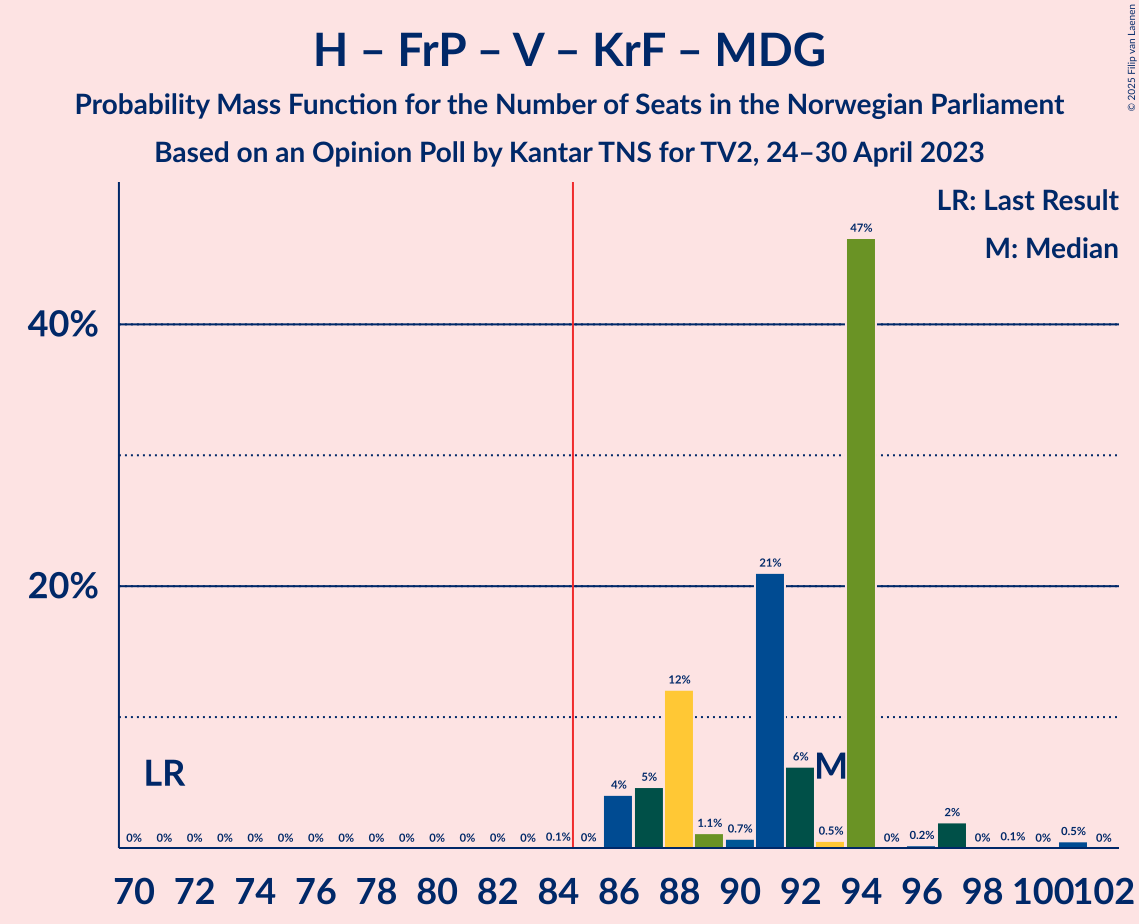 H – FrP – V – KrF – MDG
Probability Mass Function for the Number of Seats in the Norwegian Parliament
Based on an Opinion Poll by Kantar TNS for TV2, 24–30 April 2023
© 2025 Filip van Laenen
LR: Last Result
M: Median
47%
40%
21%
20%
12%
LR
M
6%
5%
4%
2%
1.1%
0.7%
0.5%
0% 0% 0% 0% 0% 0% 0% 0% 0% 0% 0% 0% 0% 0% 0.1% 0% 0% 0.2% 0% 0.1% 0% 0.5% 0%
70 72 74 76 78 80 82 84 86 88 90 92 94 96 98 100 102